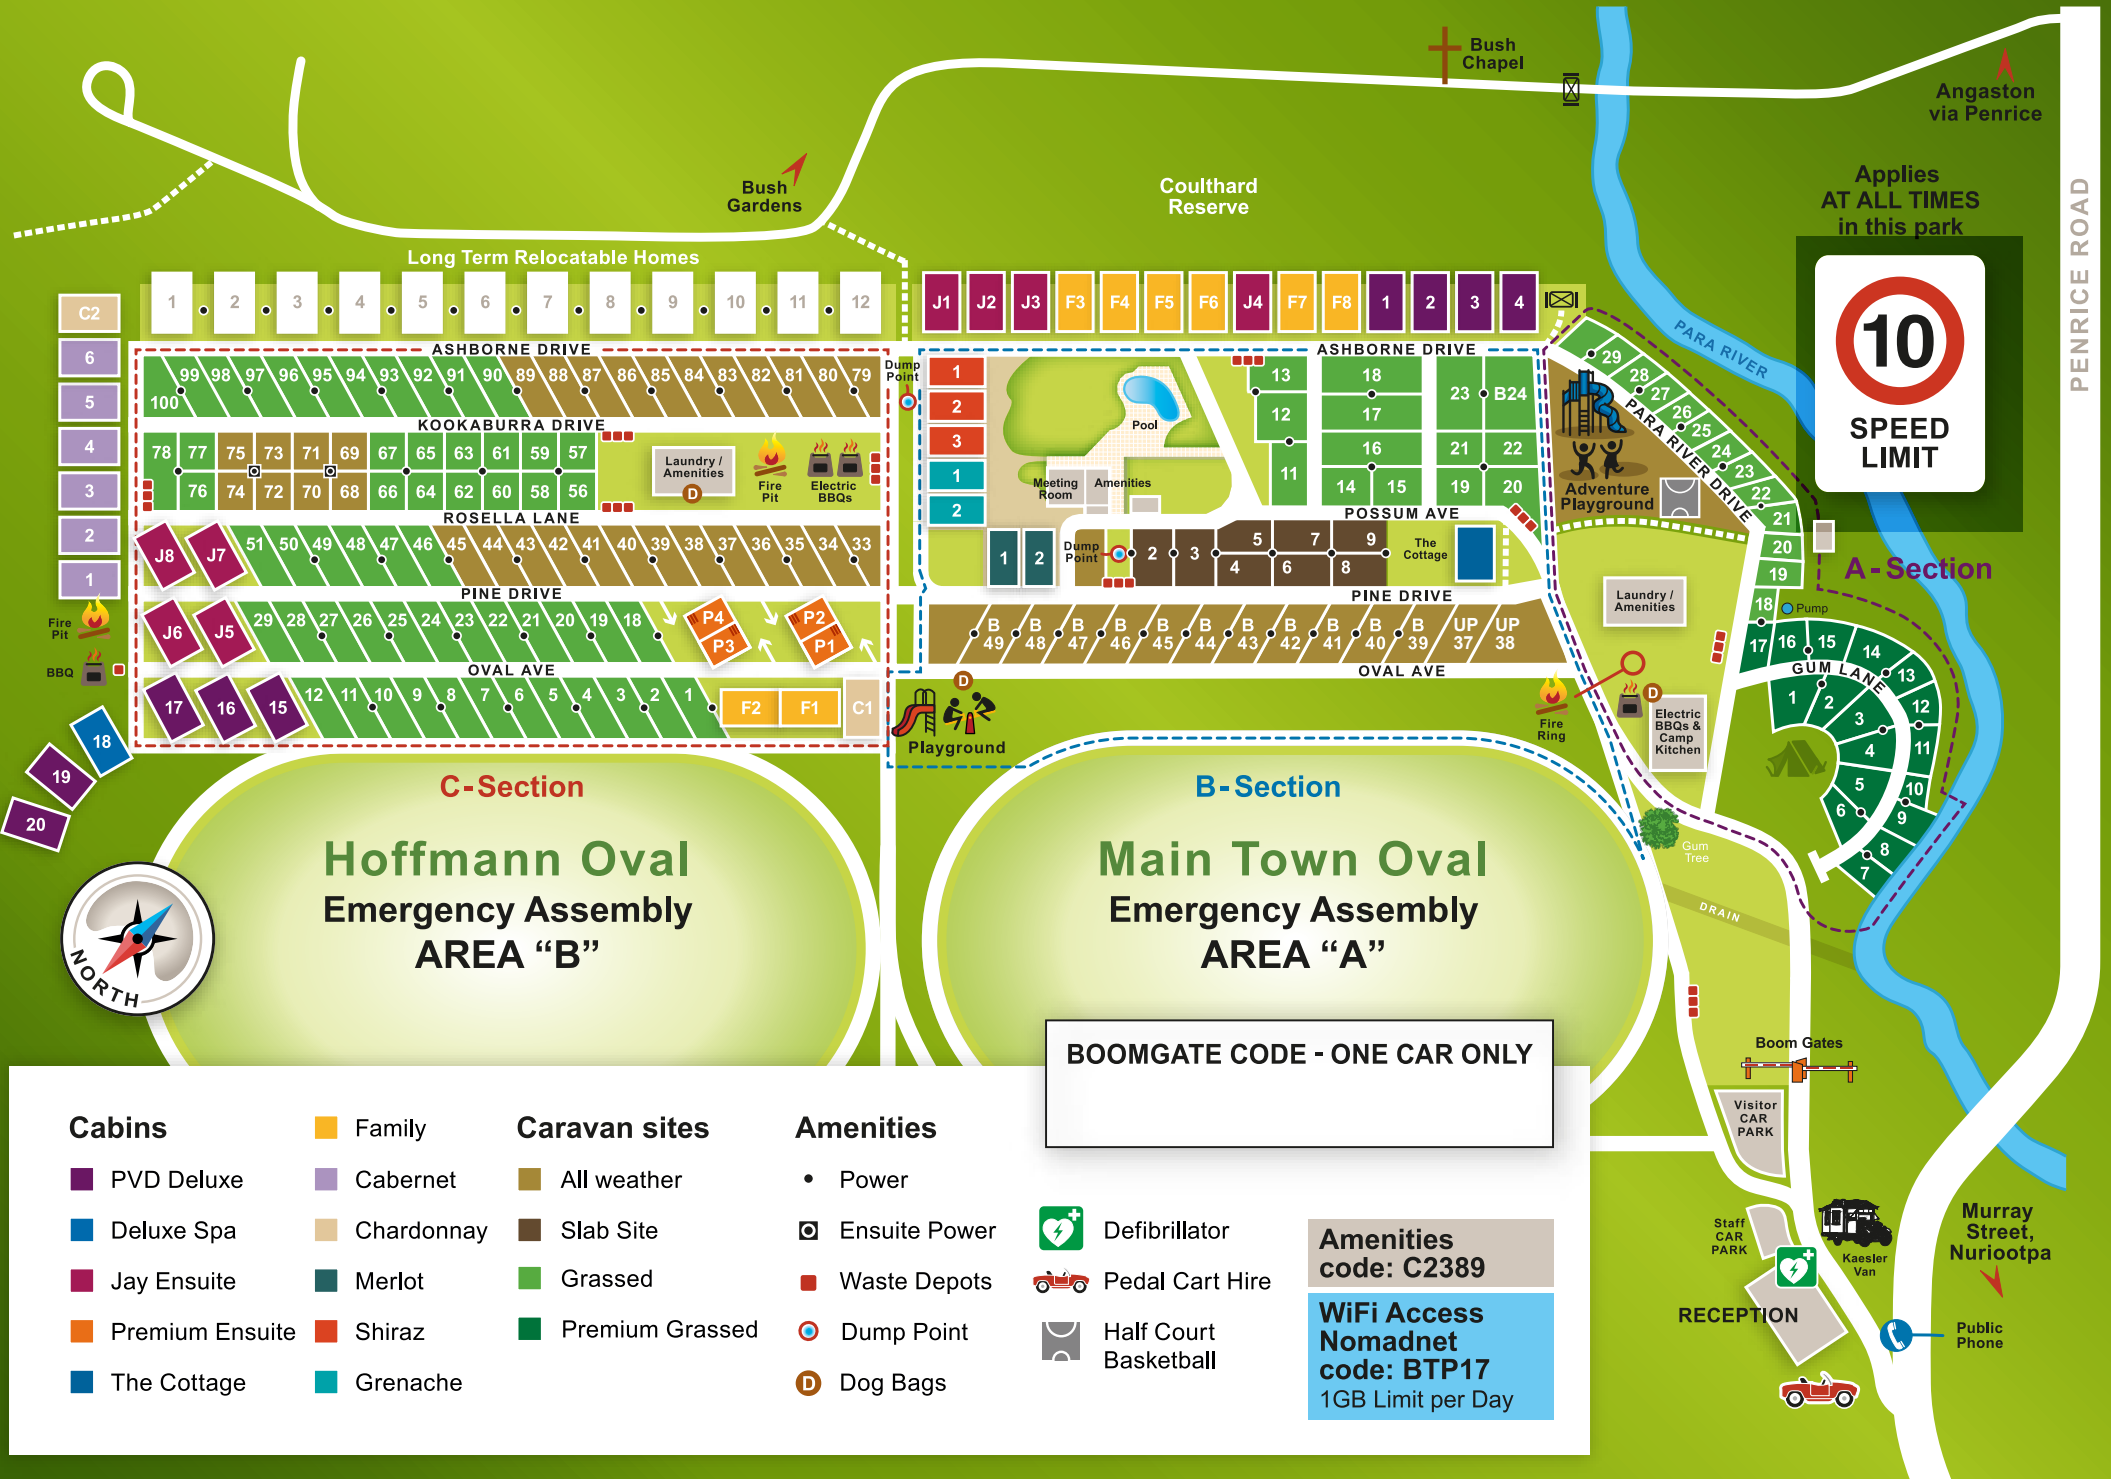 Bush
Chapel
Angaston
via Penrice
Applies
AT ALL TIMES
in this park
10
SPEED
LIMIT
PENRICE ROAD
PARA RIVER
Bush
Gardens
Coulthard
Reserve
Long Term Relocatable Homes
1 2 3 4 5 6 7 8 9 10 11 12
J1 J2 J3 F3 F4 F5 F6 J4 F7 F8 1 2 3 4
C2
6
5
4
3
2
1
Fire
Pit
BBQ
ASHBORNE DRIVE
100 99 98 97 96 95 94 93 92 91 90 89 88 87 86 85 84 83 82 81 80 79
KOOKABURRA DRIVE
78 77 75 73 71 69 67 65 63 61 59 57
76 74 72 70 68 66 64 62 60 58 56
Laundry /
Amenities
D
Fire
Pit
Electric
BBQs
ROSELLA LANE
J8 J7 51 50 49 48 47 46 45 44 43 42 41 40 39 38 37 36 35 34 33
PINE DRIVE
J6 J5 29 28 27 26 25 24 23 22 21 20 19 18 P4 P3 P2 P1
OVAL AVE
17 16 15 12 11 10 9 8 7 6 5 4 3 2 1 F2 F1 C1
18
19
20
Dump
Point
ASHBORNE DRIVE
1
2
3
1
2
Pool
Meeting
Room
Amenities
13
12
11
18
17
16
14 15
23 B24
21 22
19 20
POSSUM AVE
1 2
Dump
Point
2 3 5 7 9
4 6 8
The
Cottage
PINE DRIVE
B 49 B 48 B 47 B 46 B 45 B 44 B 43 B 42 B 41 B 40 B 39 UP 37 UP 38
OVAL AVE
D
Playground
29
28
27
26
25
24
23
22
21
20
19
18
17
PARA RIVER DRIVE
Adventure
Playground
A-Section
Laundry /
Amenities
Pump
16 15 14 13 12 11 10 9 8 7
GUM LANE
1 2 3 4 5 6
Fire
Ring
D
Electric
BBQs &
Camp
Kitchen
Gum
Tree
DRAIN
C-Section
Hoffmann Oval
Emergency Assembly
AREA “B”
B-Section
Main Town Oval
Emergency Assembly
AREA “A”
NORTH
BOOMGATE CODE - ONE CAR ONLY
Boom Gates
Visitor
CAR
PARK
Staff
CAR
PARK
Kaesler
Van
RECEPTION
Murray
Street,
Nuriootpa
Public
Phone
Cabins
PVD Deluxe
Deluxe Spa
Jay Ensuite
Premium Ensuite
The Cottage
Family
Cabernet
Chardonnay
Merlot
Shiraz
Grenache
Caravan sites
All weather
Slab Site
Grassed
Premium Grassed
Amenities
Power
Ensuite Power
Waste Depots
Dump Point
D Dog Bags
Defibrillator
Pedal Cart Hire
Half Court
Basketball
Amenities
code: C2389
WiFi Access
Nomadnet
code: BTP17
1GB Limit per Day